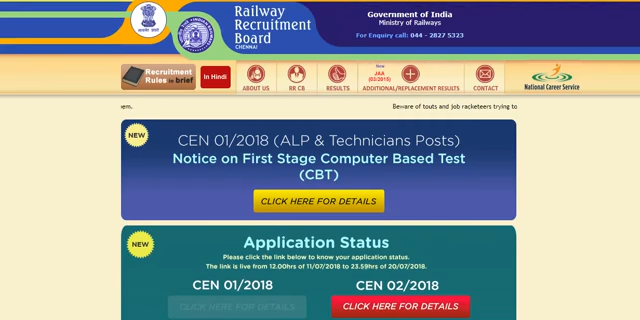 Railway
Recruitment
Board
CHENNAI
Government of India
Ministry of Railways
For Enquiry call: 044 - 2827 5323
Recruitment
Rules in brief
In Hindi
ABOUT US
RR CB
RESULTS
New
JAA
(03/2015)
ADDITIONAL/REPLACEMENT RESULTS
CONTACT
National Career Service
Beware of touts and job racketeers trying to
NEW
CEN 01/2018 (ALP & Technicians Posts)
Notice on First Stage Computer Based Test
(CBT)
CLICK HERE FOR DETAILS
NEW
Application Status
Please click the link below to know your application status.
The link is live from 12.00hrs of 11/07/2018 to 23.59hrs of 20/07/2018.
CEN 01/2018
CEN 02/2018
CLICK HERE FOR DETAILS
CLICK HERE FOR DETAILS